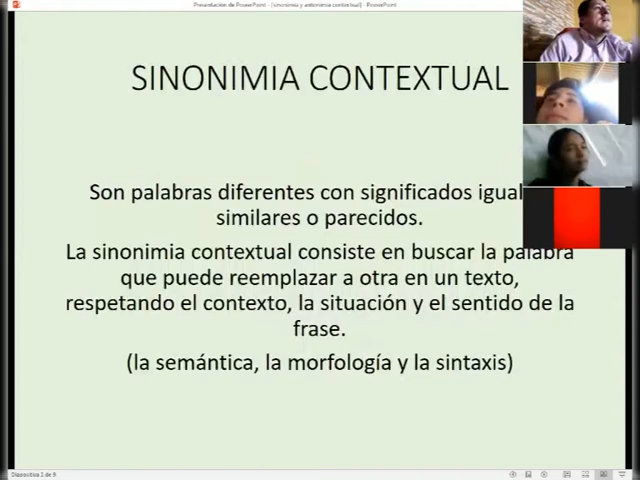 Presentación de PowerPoint - [sinonimia y antonimia contextual] - PowerPoint
SINONIMIA CONTEXTUAL
Son palabras diferentes con significados
similares o parecidos.
La sinonimia contextual consiste en buscar la palabra
que puede reemplazar a otra en un texto,
respetando el contexto, la situación y el sentido de la
frase.
(la semántica, la morfología y la sintaxis)
Diapositiva 2 de 9